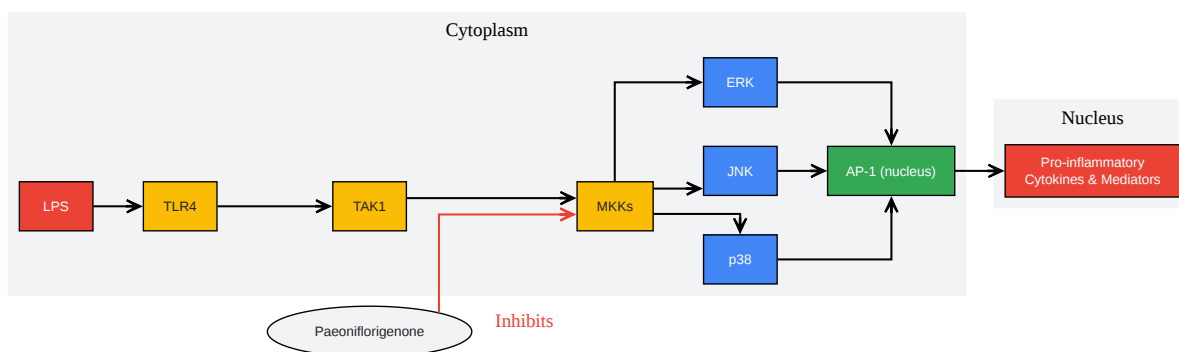 Cytoplasm
ERK
Nucleus
JNK
AP-1 (nucleus)
Pro-inflammatory
Cytokines & Mediators
LPS
TLR4
TAK1
MKKs
p38
Paeoniflorigenone
Inhibits